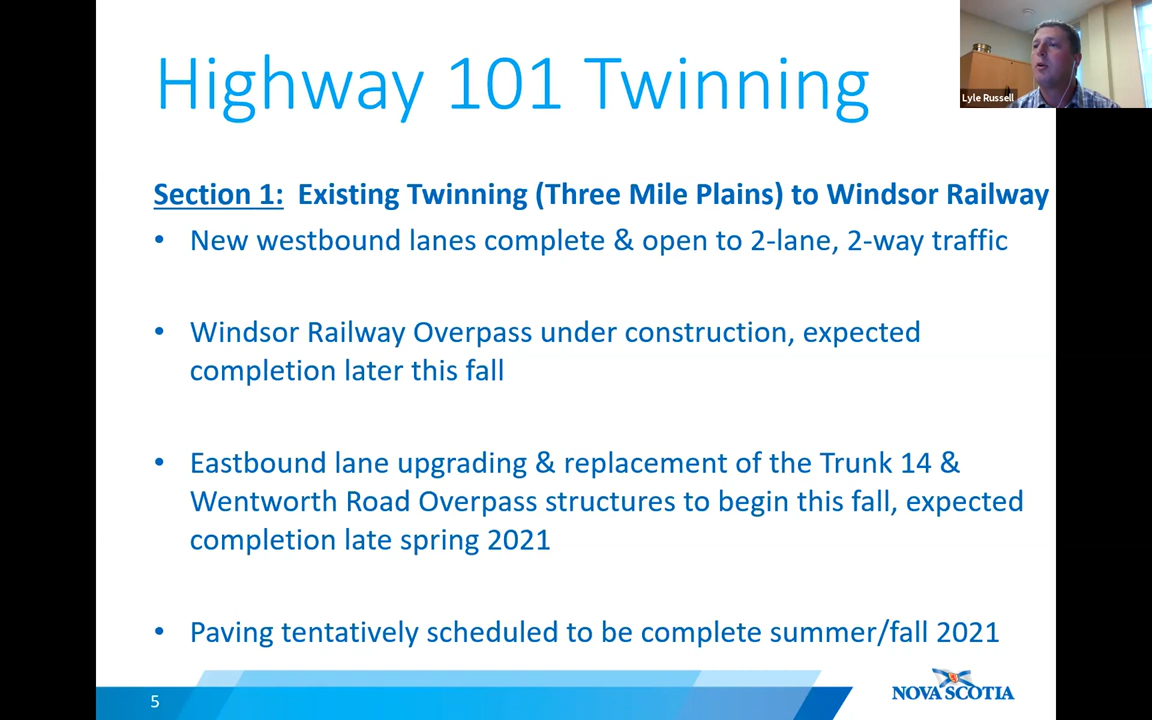 Highway 101 Twinning
Lyle Russell
Section 1: Existing Twinning (Three Mile Plains) to Windsor Railway
• New westbound lanes complete & open to 2-lane, 2-way traffic
• Windsor Railway Overpass under construction, expected
completion later this fall
• Eastbound lane upgrading & replacement of the Trunk 14 &
Wentworth Road Overpass structures to begin this fall, expected
completion late spring 2021
• Paving tentatively scheduled to be complete summer/fall 2021
5
NOVA SCOTIA